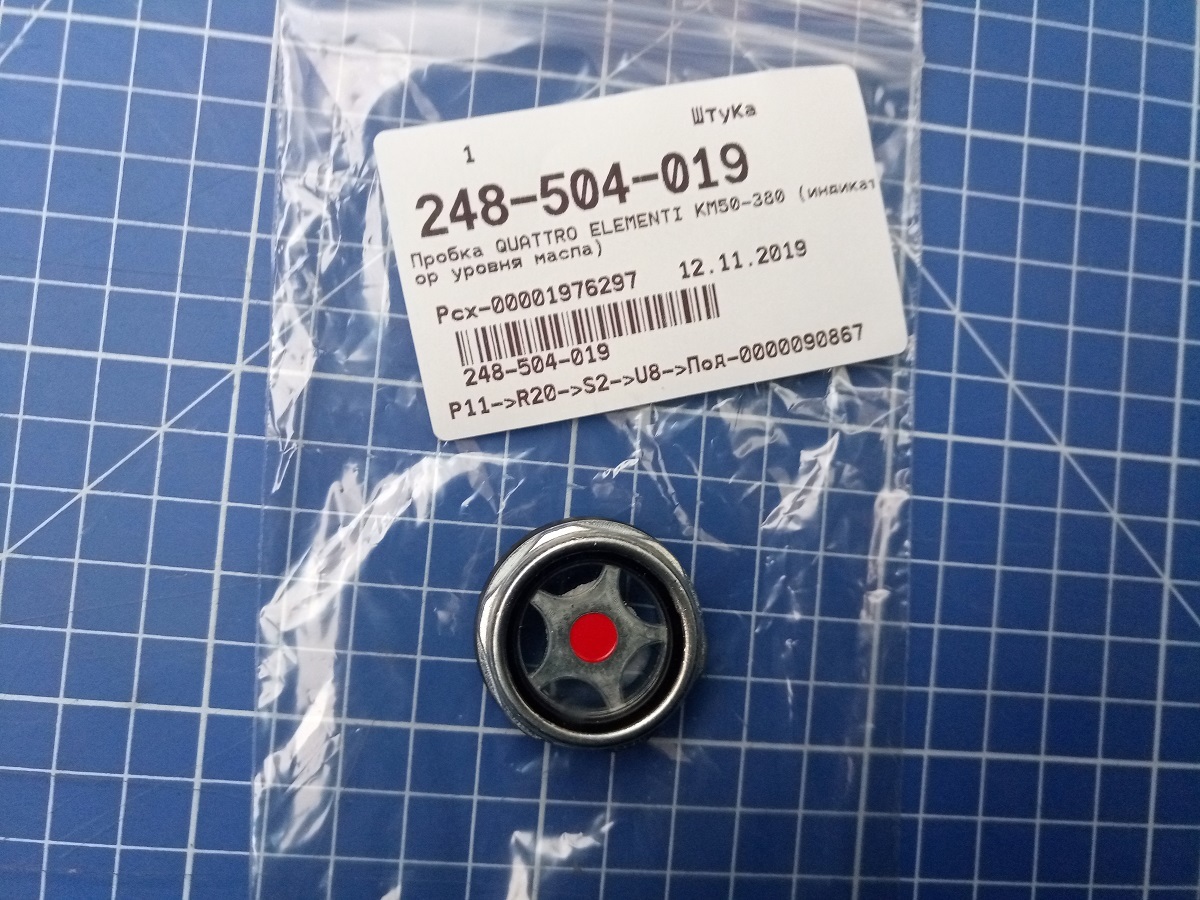 1 Штука
248-504-019
Пробка QUATTRO ELEMENTI KM50-380 (индикат
ор уровня масла)
Рсх-00001976297 12.11.2019
248-504-019
P11->R20->S2->U8->Под-0000090867